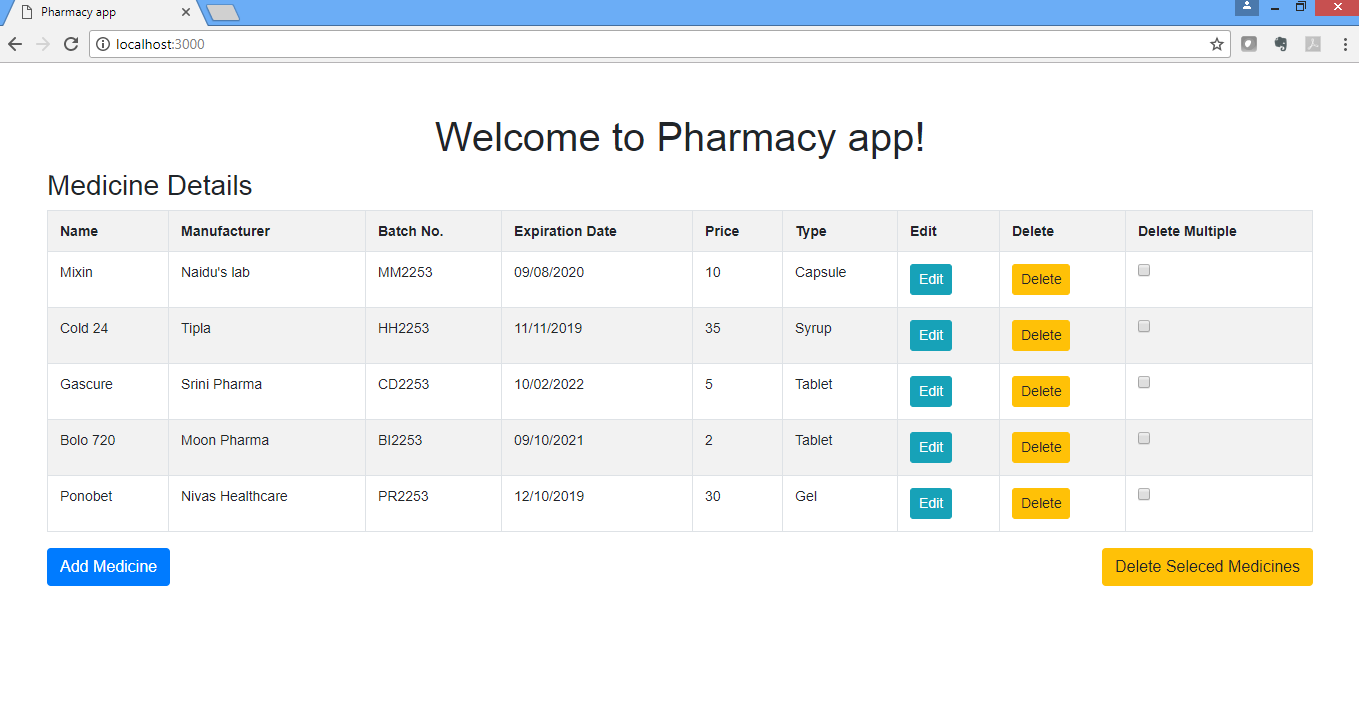 Pharmacy app
localhost:3000
Welcome to Pharmacy app!
Medicine Details
Name Manufacturer Batch No. Expiration Date Price Type Edit Delete Delete Multiple
Mixin Naidu's lab MM2253 09/08/2020 10 Capsule Edit Delete
Cold 24 Tipla HH2253 11/11/2019 35 Syrup Edit Delete
Gascure Srini Pharma CD2253 10/02/2022 5 Tablet Edit Delete
Bolo 720 Moon Pharma BI2253 09/10/2021 2 Tablet Edit Delete
Ponobet Nivas Healthcare PR2253 12/10/2019 30 Gel Edit Delete
Add Medicine Delete Seleced Medicines